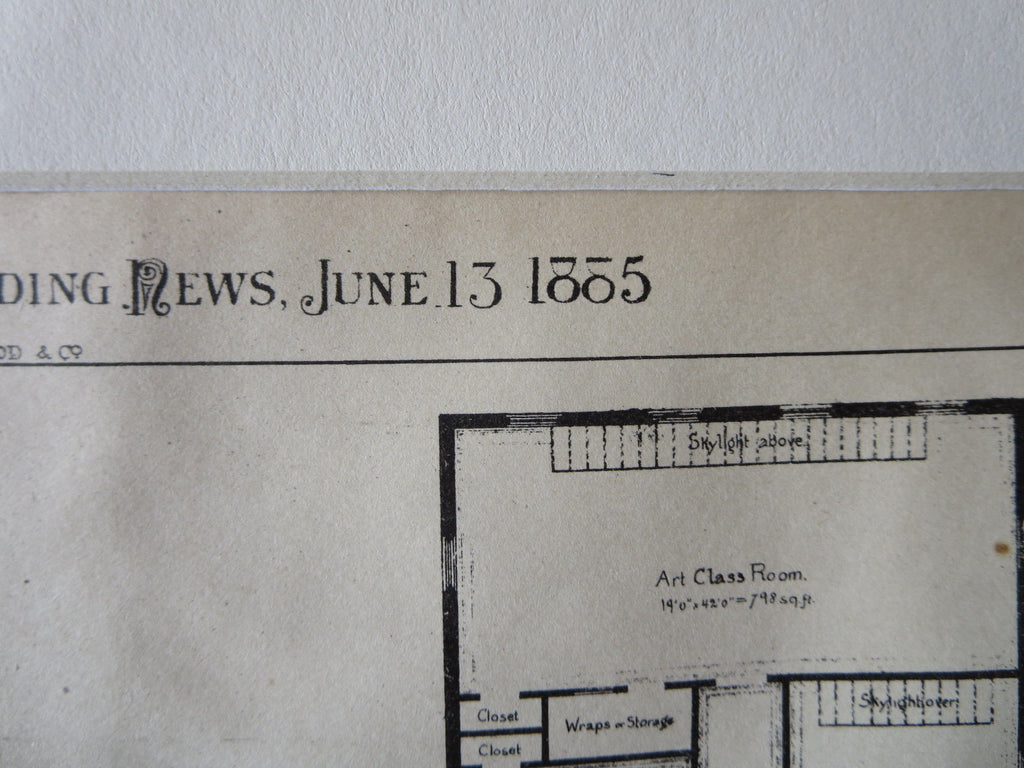 DING NEWS, JUNE 13 1885
OD & CO
Skylight above.
Art Class Room.
19'0" x 42'0" = 798 sq. ft.
Closet
Wraps or Storage
Skylight over
Closet